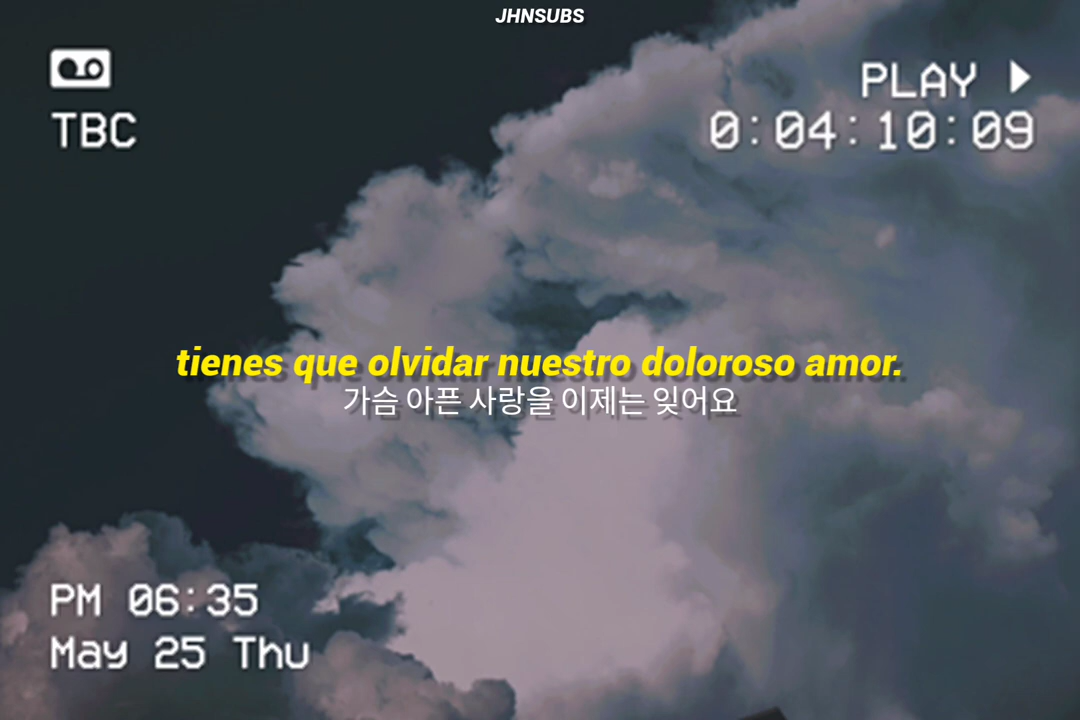 JHNSUBS
TBC
PLAY
0:04:10:09
tienes que olvidar nuestro doloroso amor.
가슴 아픈 사랑을 이제는 잊어요
PM 06:35
May 25 Thu